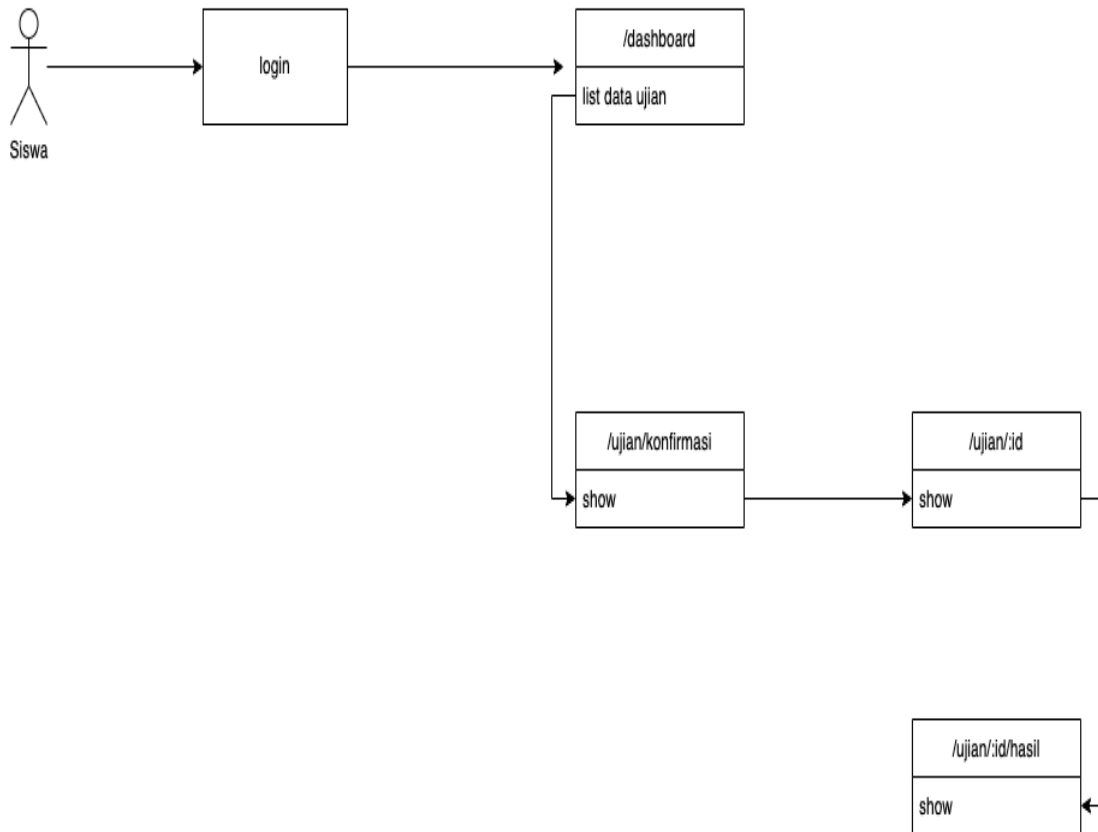 /dashboard
login
list data ujian
Siswa
/ujian/konfirmasi
/ujian/:id
show
show
/ujian/:id/hasil
show